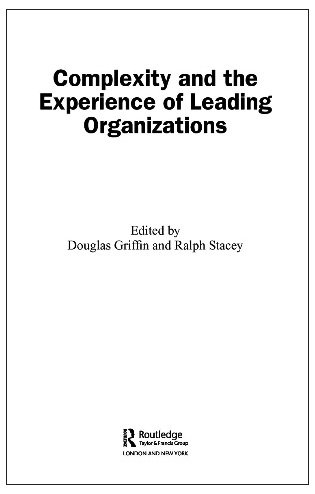 Complexity and the
Experience of Leading
Organizations
Edited by
Douglas Griffin and Ralph Stacey
R
Routledge
Taylor & Francis Group
LONDON AND NEW YORK